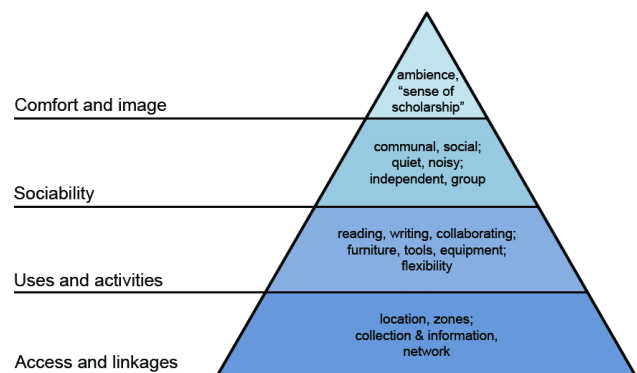 ambience,
“sense of
scholarship”
Comfort and image
communal, social;
quiet, noisy;
independent, group
Sociability
reading, writing, collaborating;
furniture, tools, equipment;
flexibility
Uses and activities
location, zones;
collection & information,
network
Access and linkages